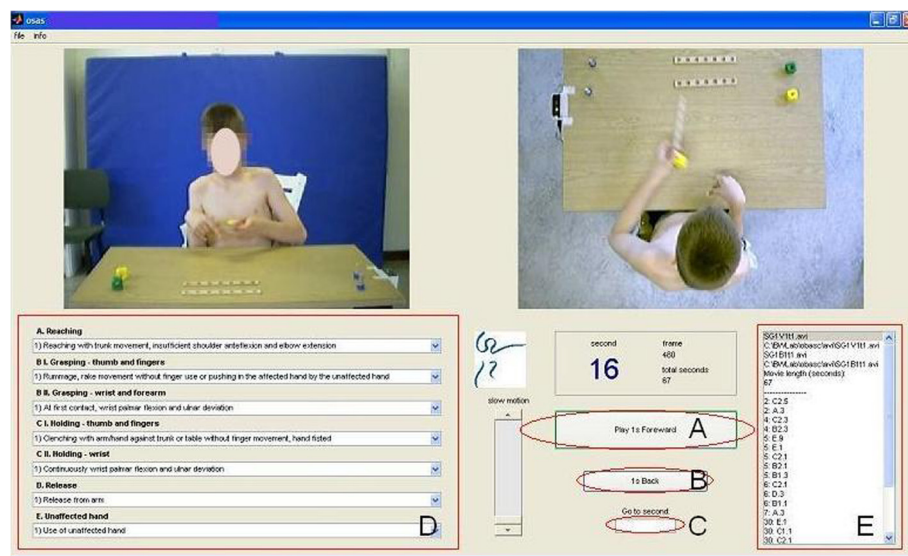 osas
File Info
A. Reaching
1) Reaching with trunk movement, insufficient shoulder anteflexion and elbow extension
B I. Grasping - thumb and fingers
1) Rummage, rake movement without finger use or pushing in the affected hand by the unaffected hand
B II. Grasping - wrist and forearm
1) At first contact, wrist palmar flexion and ulnar deviation
C I. Holding - thumb and fingers
1) Clenching with arm/hand against trunk or table without finger movement, hand fisted
C II. Holding - wrist
1) Continuously wrist palmar flexion and ulnar deviation
D. Release
1) Release from arm
E. Unaffected hand
1) Use of unaffected hand
D
slow motion
second
16
frame
480
total seconds
67
Play 1s Foreward
A
1s Back
B
Go to second:
C
SG1V1t1.avi
SG1B1t1.avi
Movie length (seconds):
67
---------------
2: C2.5
2: A.3
4: C2.3
4: B2.3
5: E.9
5: E.1
5: C2.1
5: B2.1
5: B1.3
6: C2.1
6: D.3
6: B1.1
7: A.3
30: E.1
30: C1.1
30: C2.1
E